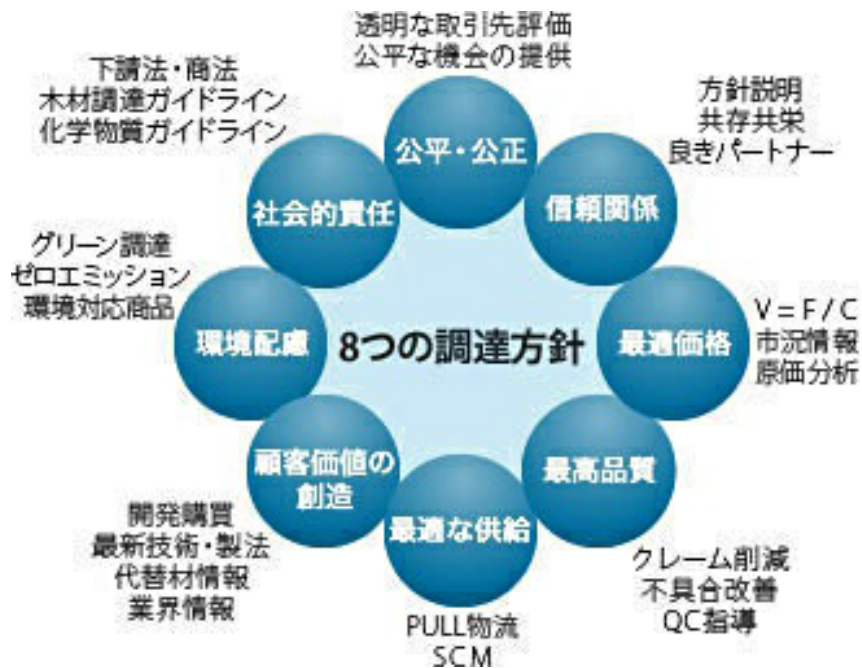 透明な取引先評価
公平な機会の提供
公平・公正
方針説明
共存共栄
良きパートナー
信頼関係
V = F / C
市況情報
原価分析
最適価格
クレーム削減
不具合改善
QC指導
最高品質
PULL物流
SCM
最適な供給
開発購買
最新技術・製法
代替材情報
業界情報
顧客価値の
創造
グリーン調達
ゼロエミッション
環境対応商品
環境配慮
下請法・商法
木材調達ガイドライン
化学物質ガイドライン
社会的責任
8つの調達方針